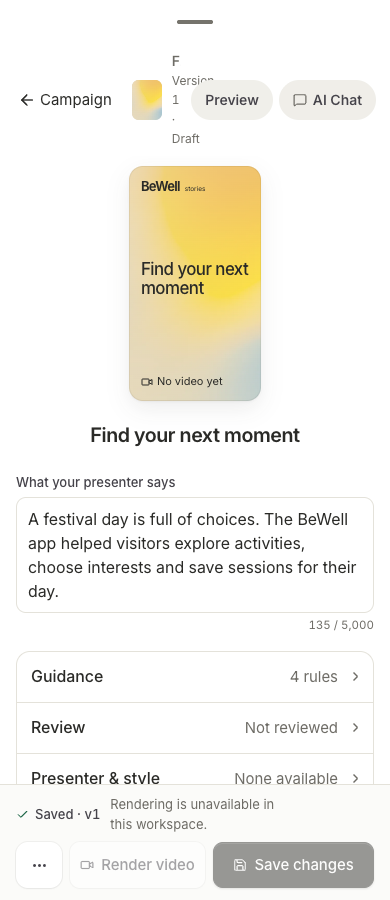 F
Version
1
·
Draft
Campaign
Preview
AI Chat
BeWell stories
Find your next
moment
No video yet
Find your next moment
What your presenter says
A festival day is full of choices. The BeWell
app helped visitors explore activities,
choose interests and save sessions for their
day.
135 / 5,000
Guidance 4 rules
Review Not reviewed
Presenter & style None available
Saved · v1
Rendering is unavailable in
this workspace.
Render video
Save changes